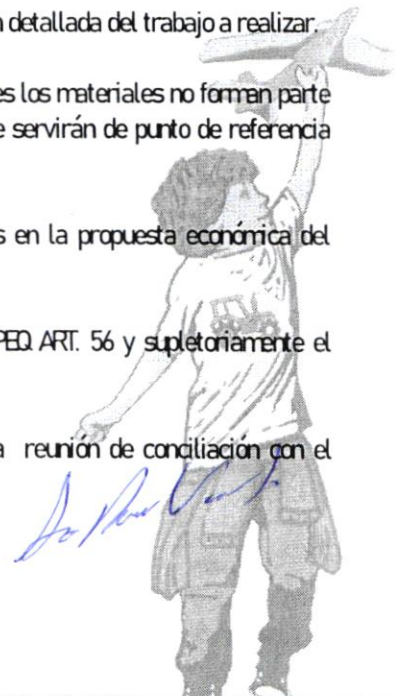 n detallada del trabajo a realizar.
es los materiales no forman parte
e servirán de punto de referencia
s en la propuesta económica del
PEQ. ART. 56 y supletoriamente el
a reunión de conciliación con el